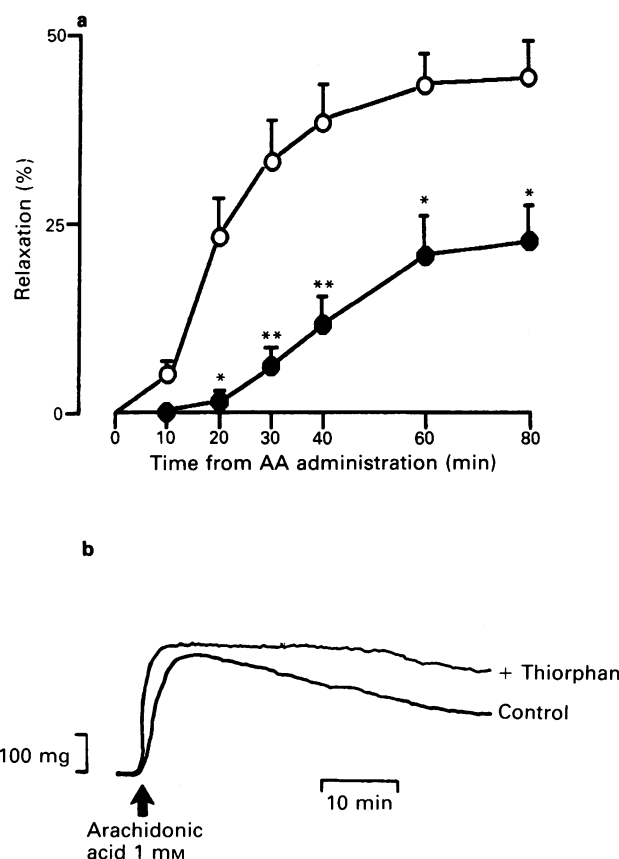 a
50
25
0
Relaxation (%)
*
**
**
*
*
0 10 20 30 40 60 80
Time from AA administration (min)
b
+ Thiorphan
Control
100 mg
10 min
Arachidonic
acid 1 mM